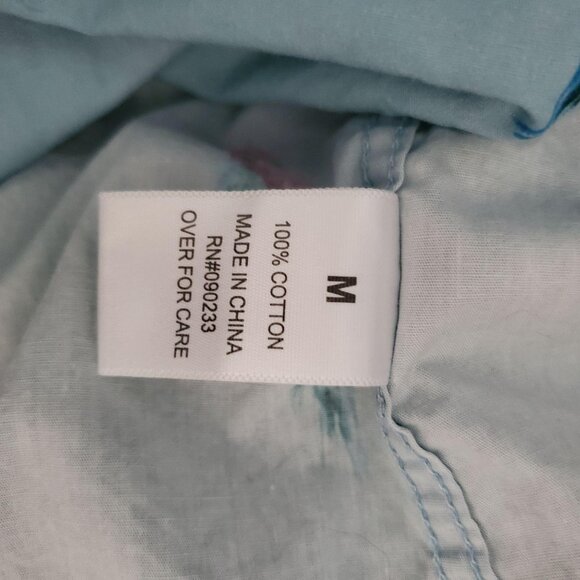 M
100% COTTON
MADE IN CHINA
RN#090233
OVER FOR CARE